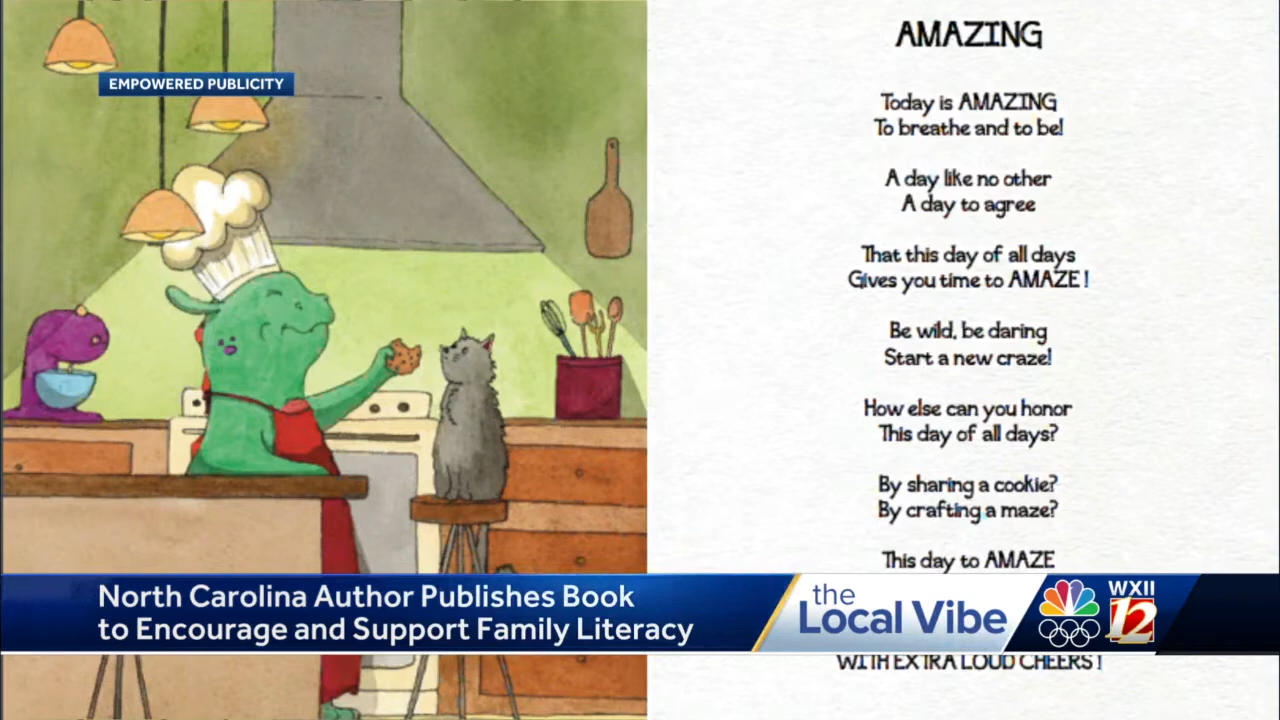 EMPOWERED PUBLICITY
AMAZING
Today is AMAZING
To breathe and to be!
A day like no other
A day to agree
That this day of all days
Gives you time to AMAZE !
Be wild, be daring
Start a new craze!
How else can you honor
This day of all days?
By sharing a cookie?
By crafting a maze?
This day to AMAZE
North Carolina Author Publishes Book
to Encourage and Support Family Literacy
the
Local Vibe
WXII
12
WITH EXTRA LOUD CHEERS !